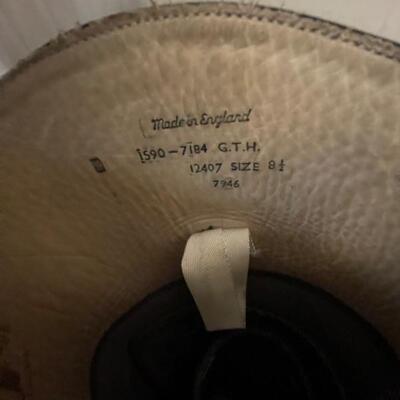 Made in England
1590-7184 G.T.H.
12407 SIZE 8½
7946